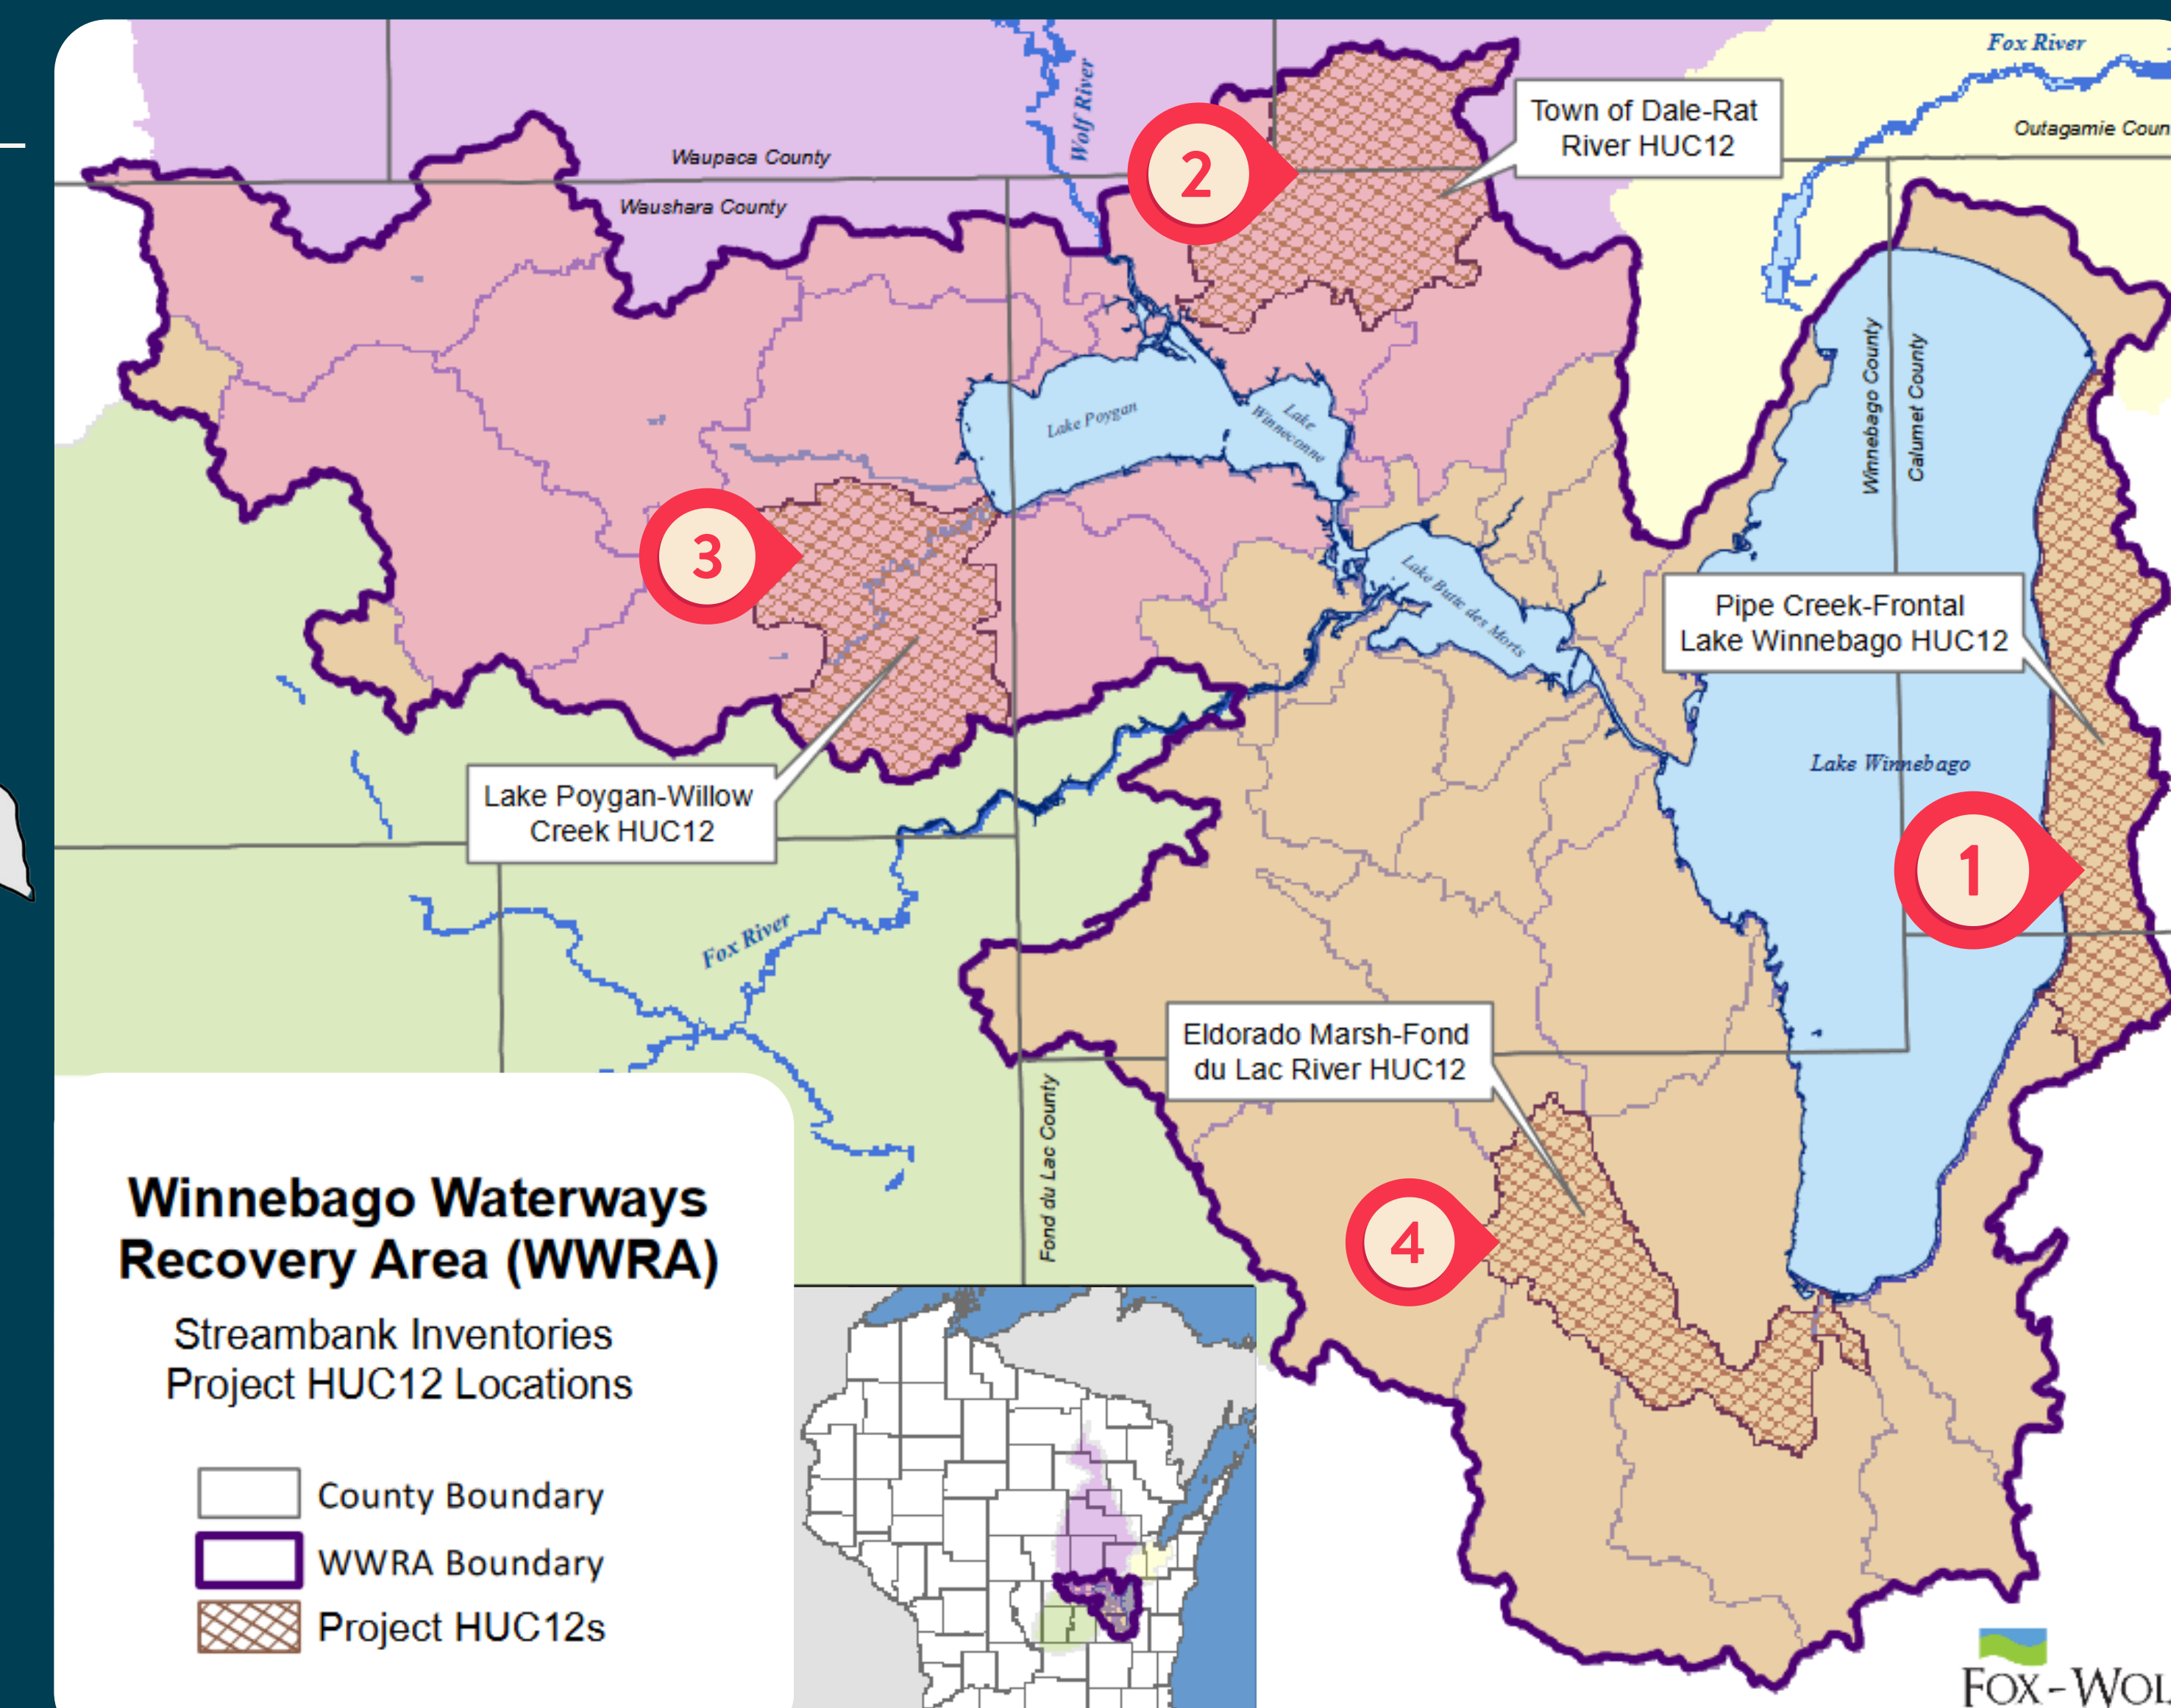 Fox River
Wolf River
Town of Dale-Rat
River HUC12
Outagamie Coun
Waupaca County
2
Waushara County
Winnebago County
Calumet County
Lake Poygan
Lake
Winneconne
3
Lake Butte des Morts
Pipe Creek-Frontal
Lake Winnebago HUC12
Lake Winnebago
Lake Poygan-Willow
Creek HUC12
1
Fox River
Eldorado Marsh-Fond
du Lac River HUC12
Fond du Lac County
4
Winnebago Waterways
Recovery Area (WWRA)
Streambank Inventories
Project HUC12 Locations
County Boundary
WWRA Boundary
Project HUC12s
FOX-WOL